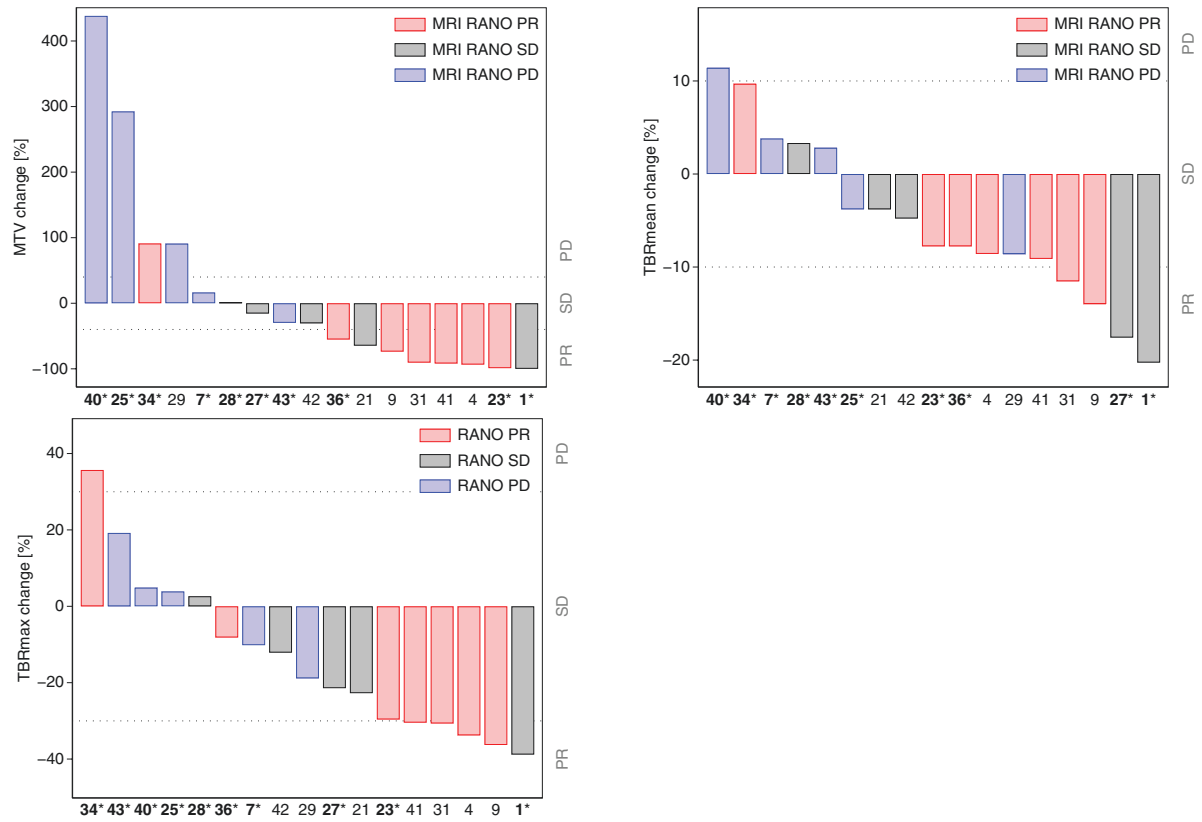 MTV change [%]
400
300
200
100
0
−100
MRI RANO PR
MRI RANO SD
MRI RANO PD
PD
SD
PR
40* 25* 34* 29 7* 28* 27* 43* 42 36* 21 9 31 41 4 23* 1*
TBRmean change [%]
10
0
−10
−20
MRI RANO PR
MRI RANO SD
MRI RANO PD
PD
SD
PR
40* 34* 7* 28* 43* 25* 21 42 23* 36* 4 29 41 31 9 27* 1*
TBRmax change [%]
40
20
0
−20
−40
RANO PR
RANO SD
RANO PD
PD
SD
PR
34* 43* 40* 25* 28* 36* 7* 42 29 27* 21 23* 41 31 4 9 1*